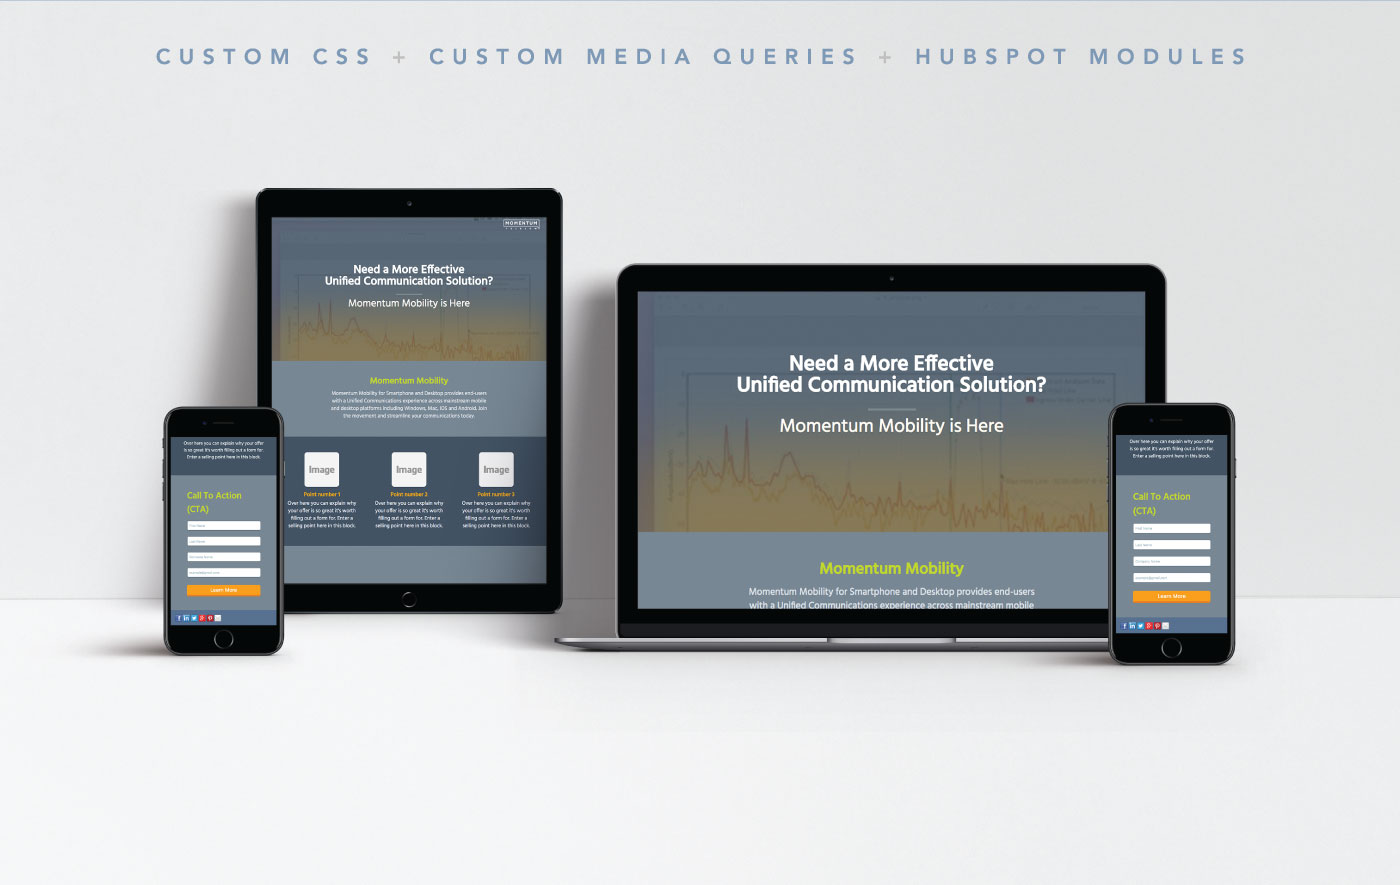 CUSTOM CSS + CUSTOM MEDIA QUERIES + HUBSPOT MODULES
MOMENTUM
TELECOM
Need a More Effective
Unified Communication Solution?
Momentum Mobility is Here
Momentum Mobility
Momentum Mobility for Smartphone and Desktop provides end-users
with a Unified Communications experience across mainstream mobile
and desktop platforms including Windows, Mac, iOS and Android. Join
the movement and streamline your communications today.
Image
Point number 1
Over here you can explain why
your offer is so great it's worth
filling out a form for. Enter a
selling point here in this block.
Image
Point number 2
Over here you can explain why
your offer is so great it's worth
filling out a form for. Enter a
selling point here in this block.
Image
Point number 3
Over here you can explain why
your offer is so great it's worth
filling out a form for. Enter a
selling point here in this block.
Over here you can explain why your offer
is so great it's worth filling out a form for.
Enter a selling point here in this block.
Call To Action
(CTA)
First Name
Last Name
Learn More
Need a More Effective
Unified Communication Solution?
Momentum Mobility is Here
Momentum Mobility
Momentum Mobility for Smartphone and Desktop provides end-users
with a Unified Communications experience across mainstream mobile
Over here you can explain why your offer
is so great it's worth filling out a form for.
Enter a selling point here in this block.
Call To Action
(CTA)
First Name
Last Name
Company Name
Learn More